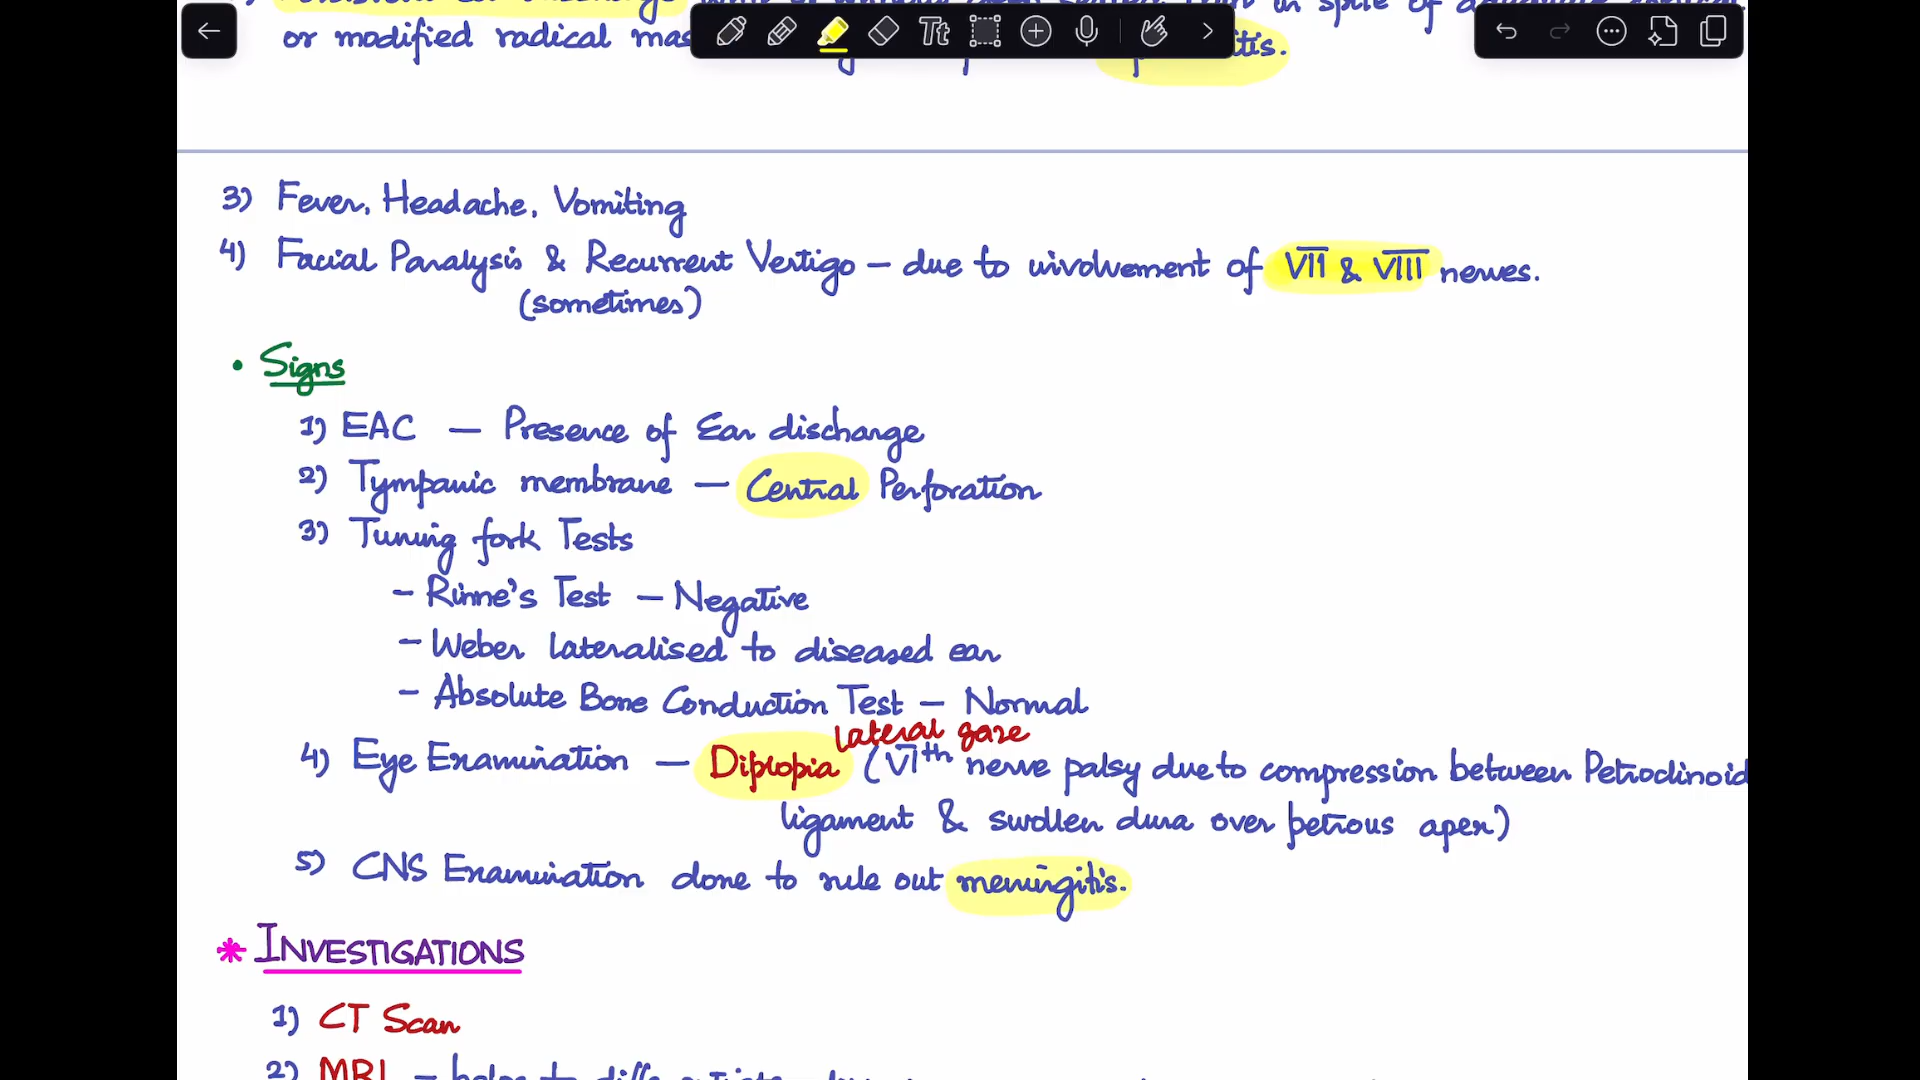 or modified radical mas
itis.
3) Fever, Headache, Vomiting
4) Facial Paralysis & Recurrent Vertigo — due to involvement of VII & VIII nerves.
(sometimes)
• Signs
1) EAC — Presence of Ear discharge
2) Tympanic membrane — Central Perforation
3) Tuning fork Tests
- Rinne's Test — Negative
- Weber lateralised to diseased ear
- Absolute Bone Conduction Test — Normal
lateral gaze
4) Eye Examination — Diplopia (VIth nerve palsy due to compression between Petroclinoid
ligament & swollen dura over petrous apex)
5) CNS Examination done to rule out meningitis.
* INVESTIGATIONS
1) CT Scan
2) MRI —